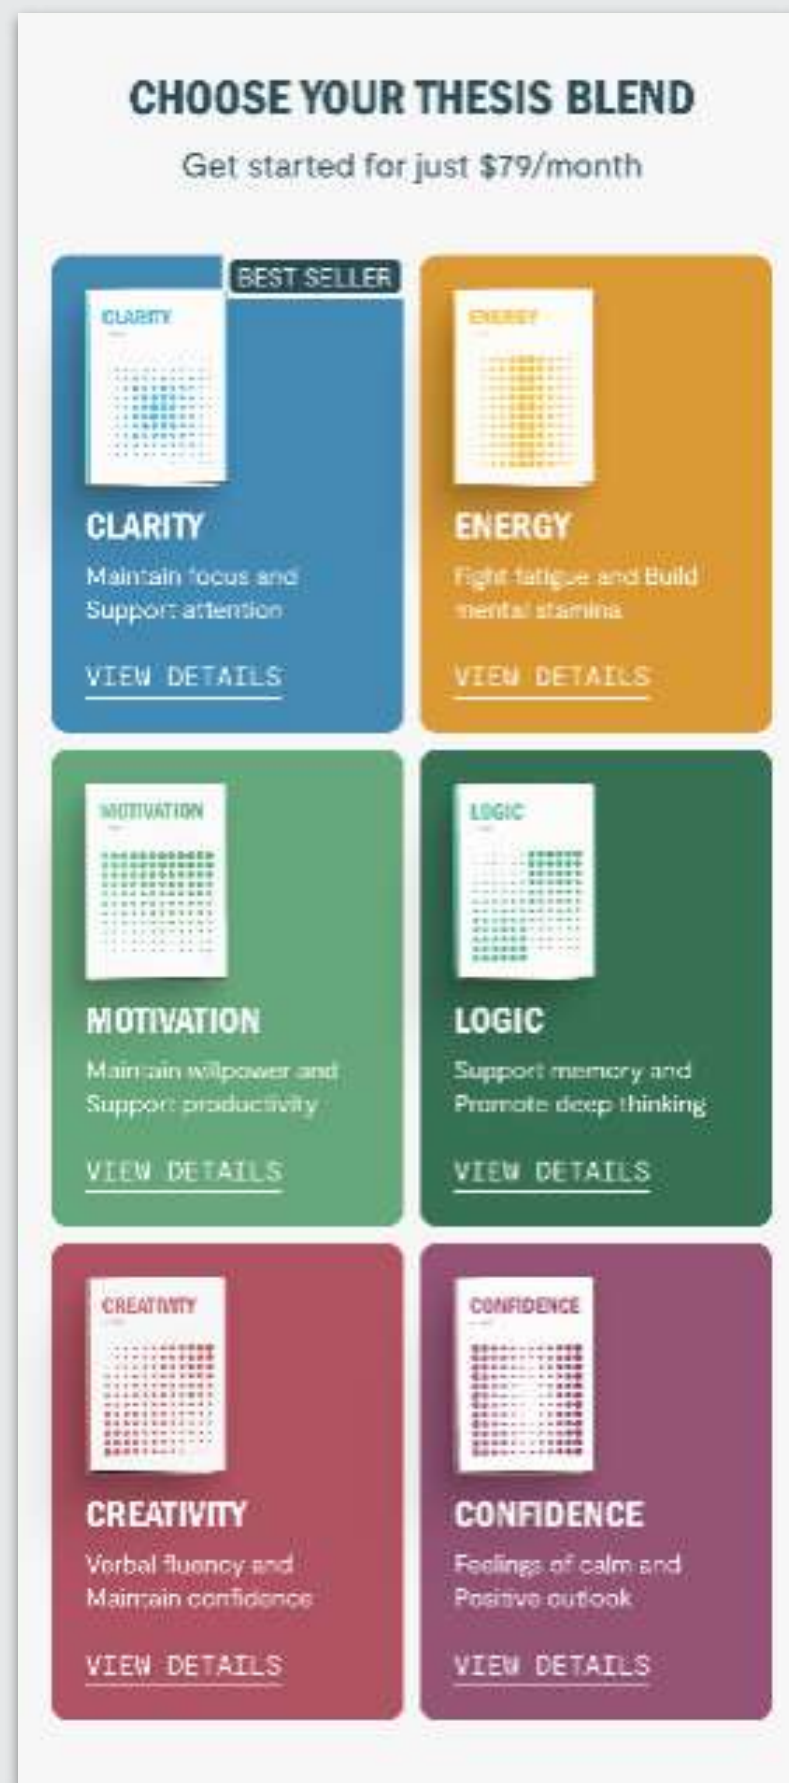 CHOOSE YOUR THESIS BLEND
Get started for just $79/month
BEST SELLER
CLARITY
CLARITY
Maintain focus and
Support attention
VIEW DETAILS
ENERGY
ENERGY
Fight fatigue and Build
mental stamina
VIEW DETAILS
MOTIVATION
MOTIVATION
Maintain willpower and
Support productivity
VIEW DETAILS
LOGIC
LOGIC
Support memory and
Promote deep thinking
VIEW DETAILS
CREATIVITY
CREATIVITY
Verbal fluency and
Maintain confidence
VIEW DETAILS
CONFIDENCE
CONFIDENCE
Feelings of calm and
Positive outlook
VIEW DETAILS